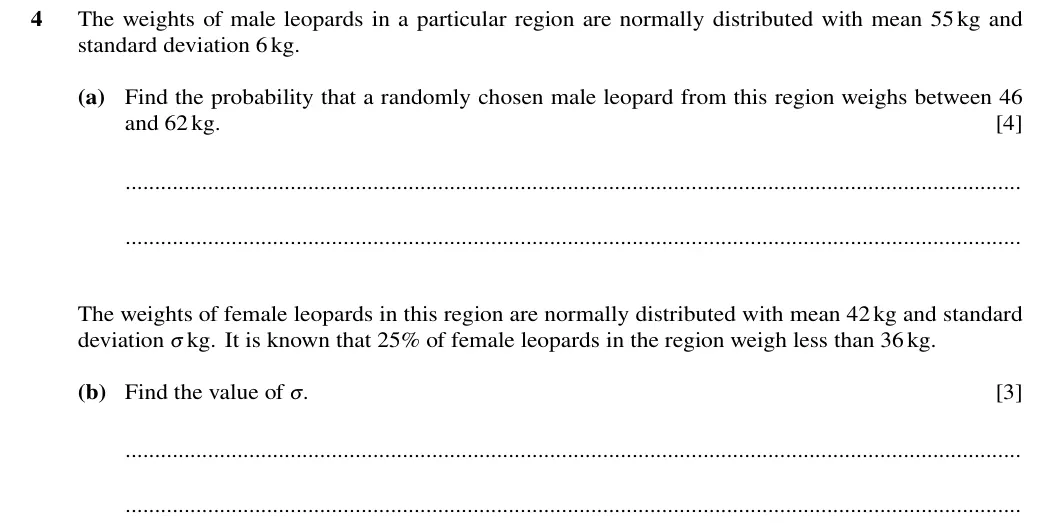 4 The weights of male leopards in a particular region are normally distributed with mean 55 kg and
standard deviation 6 kg.
(a) Find the probability that a randomly chosen male leopard from this region weighs between 46
and 62 kg. [4]
................................................................................
................................................................................
The weights of female leopards in this region are normally distributed with mean 42 kg and standard
deviation σ kg. It is known that 25% of female leopards in the region weigh less than 36 kg.
(b) Find the value of σ. [3]
................................................................................
................................................................................